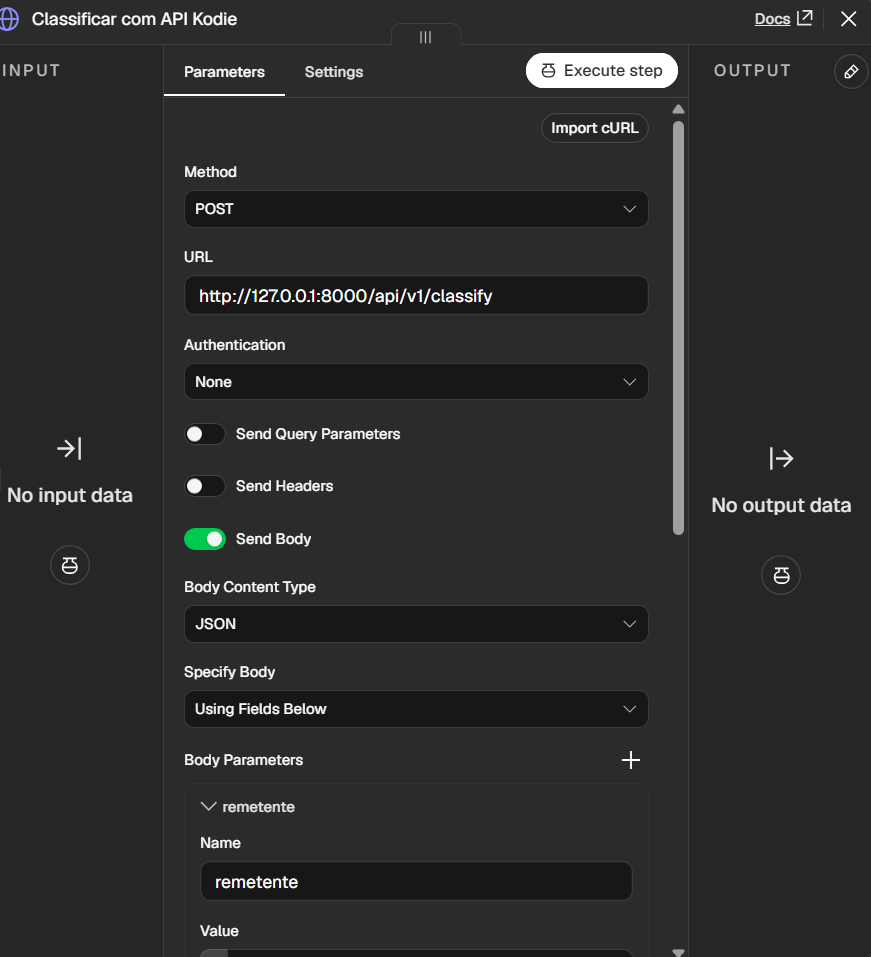 Classificar com API Kodie
Docs
INPUT
Parameters
Settings
Execute step
OUTPUT
Import cURL
Method
POST
URL
http://127.0.0.1:8000/api/v1/classify
Authentication
None
Send Query Parameters
Send Headers
No input data
No output data
Send Body
Body Content Type
JSON
Specify Body
Using Fields Below
Body Parameters
remetente
Name
remetente
Value